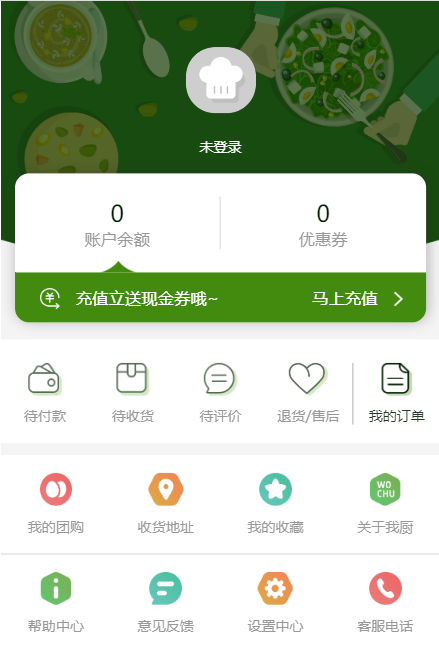 未登录
0 0
账户余额 优惠券
¥ 充值立送现金券哦~ 马上充值
待付款 待收货 待评价 退货/售后 我的订单
WO
CHU
我的团购 收货地址 我的收藏 关于我厨
帮助中心 意见反馈 设置中心 客服电话